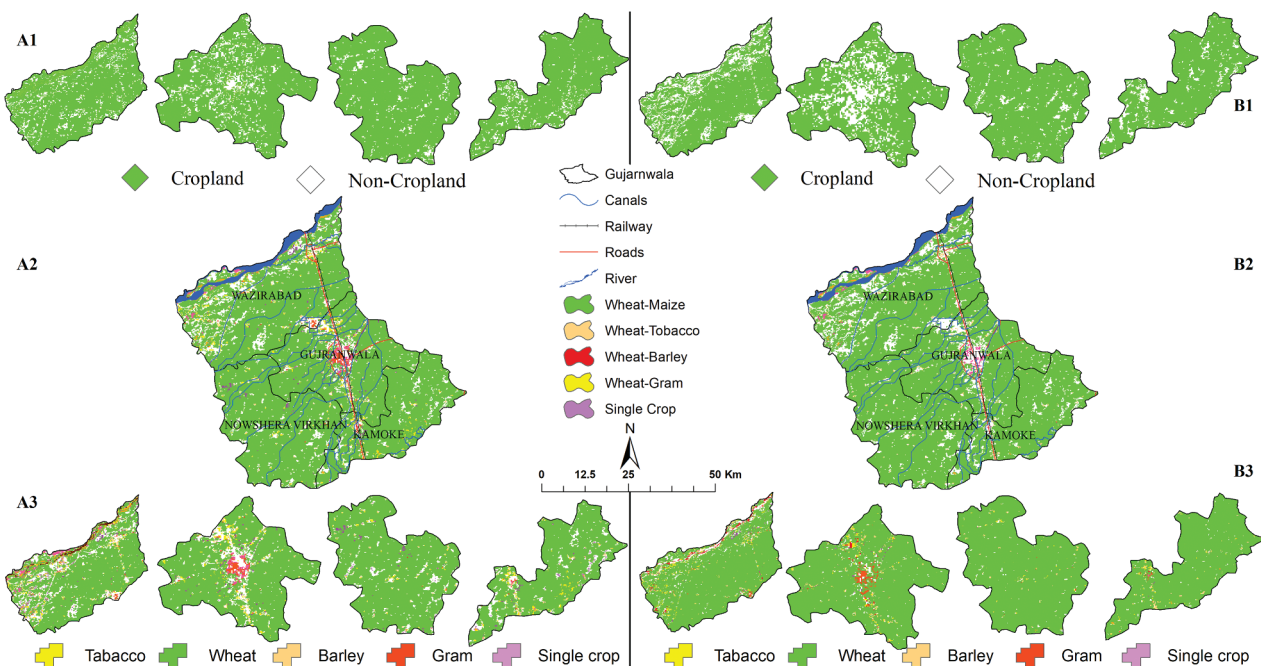 A1
B1
Cropland
Non-Cropland
Cropland
Non-Cropland
Gujarnwala
Canals
Railway
Roads
River
Wheat-Maize
Wheat-Tobacco
Wheat-Barley
Wheat-Gram
Single Crop
N
0 12.5 25 50 Km
A2
WAZIRABAD
GUJRANWALA
NOWSHERA VIRKHAN
KAMOKE
B2
WAZIRABAD
GUJRANWALA
NOWSHERA VIRKHAN
KAMOKE
A3
B3
Tabacco Wheat Barley Gram Single crop
Tabacco Wheat Barley Gram Single crop